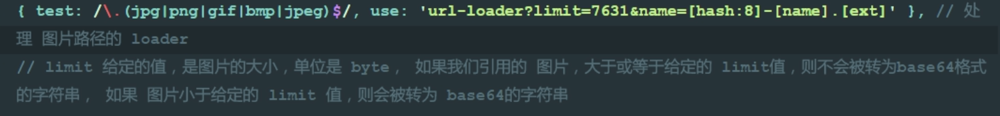 { test: /\.(jpg|png|gif|bmp|jpeg)$/, use: 'url-loader?limit=7631&name=[hash:8]-[name].[ext]' }, // 处
理 图片路径的 loader
// limit 给定的值，是图片的大小，单位是 byte， 如果我们引用的 图片，大于或等于给定的 limit值，则不会被转为base64格式
的字符串， 如果 图片小于给定的 limit 值，则会被转为 base64的字符串